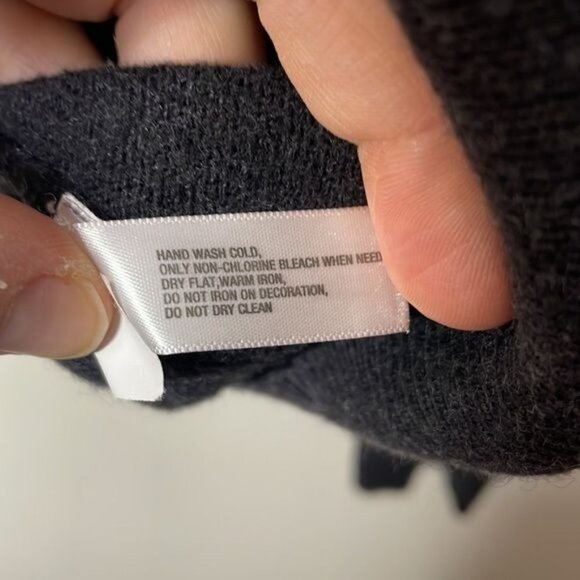 HAND WASH COLD,
ONLY NON-CHLORINE BLEACH WHEN NEED
DRY FLAT,WARM IRON,
DO NOT IRON ON DECORATION,
DO NOT DRY CLEAN